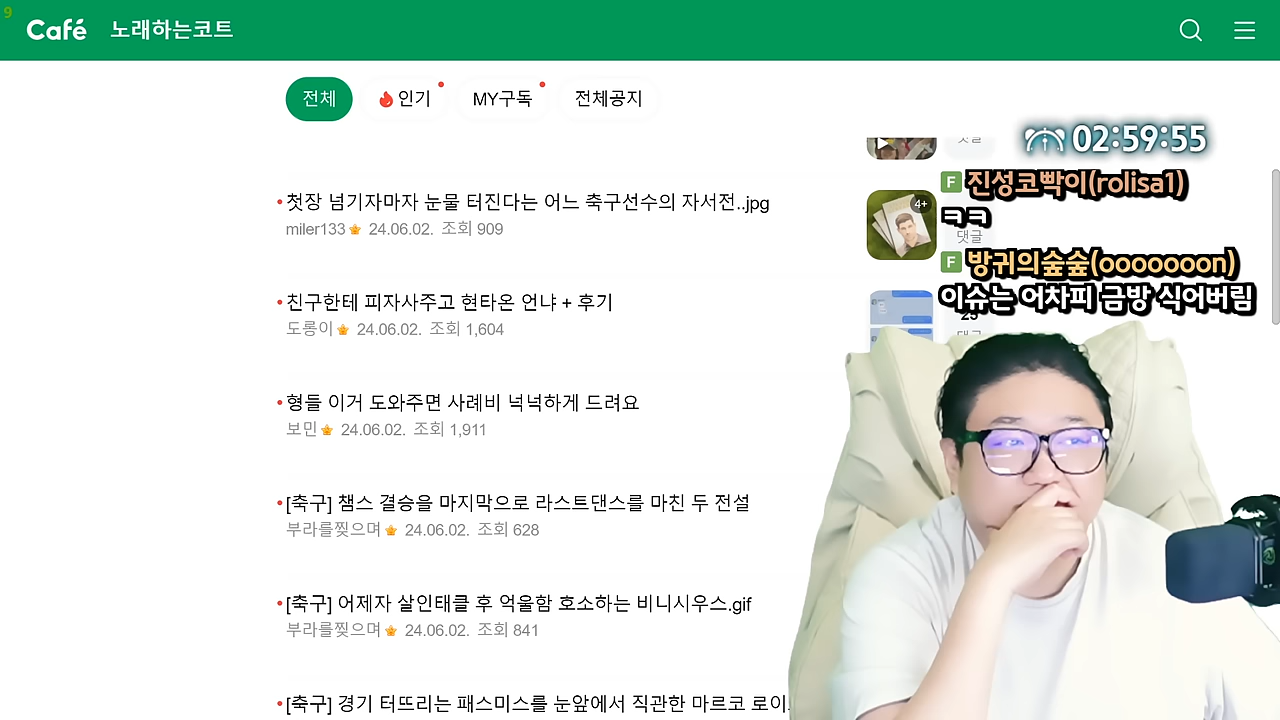 9
Café 노래하는코트
전체 인기 MY구독 전체공지
02:59:55
댓글
첫장 넘기자마자 눈물 터진다는 어느 축구선수의 자서전..jpg
miler133 24.06.02. 조회 909
4+
댓글
F 진성코빡이(rolisa1)
ㅋㅋ
F 방귀의숲숲(ooooooon)
이슈는 어차피 금방 식어버림
친구한테 피자사주고 현타온 언냐 + 후기
도롱이 24.06.02. 조회 1,604
25
댓글
형들 이거 도와주면 사례비 넉넉하게 드려요
보민 24.06.02. 조회 1,911
[축구] 챔스 결승을 마지막으로 라스트댄스를 마친 두 전설
부라를찢으며 24.06.02. 조회 628
[축구] 어제자 살인태클 후 억울함 호소하는 비니시우스.gif
부라를찢으며 24.06.02. 조회 841
[축구] 경기 터뜨리는 패스미스를 눈앞에서 직관한 마르코 로이